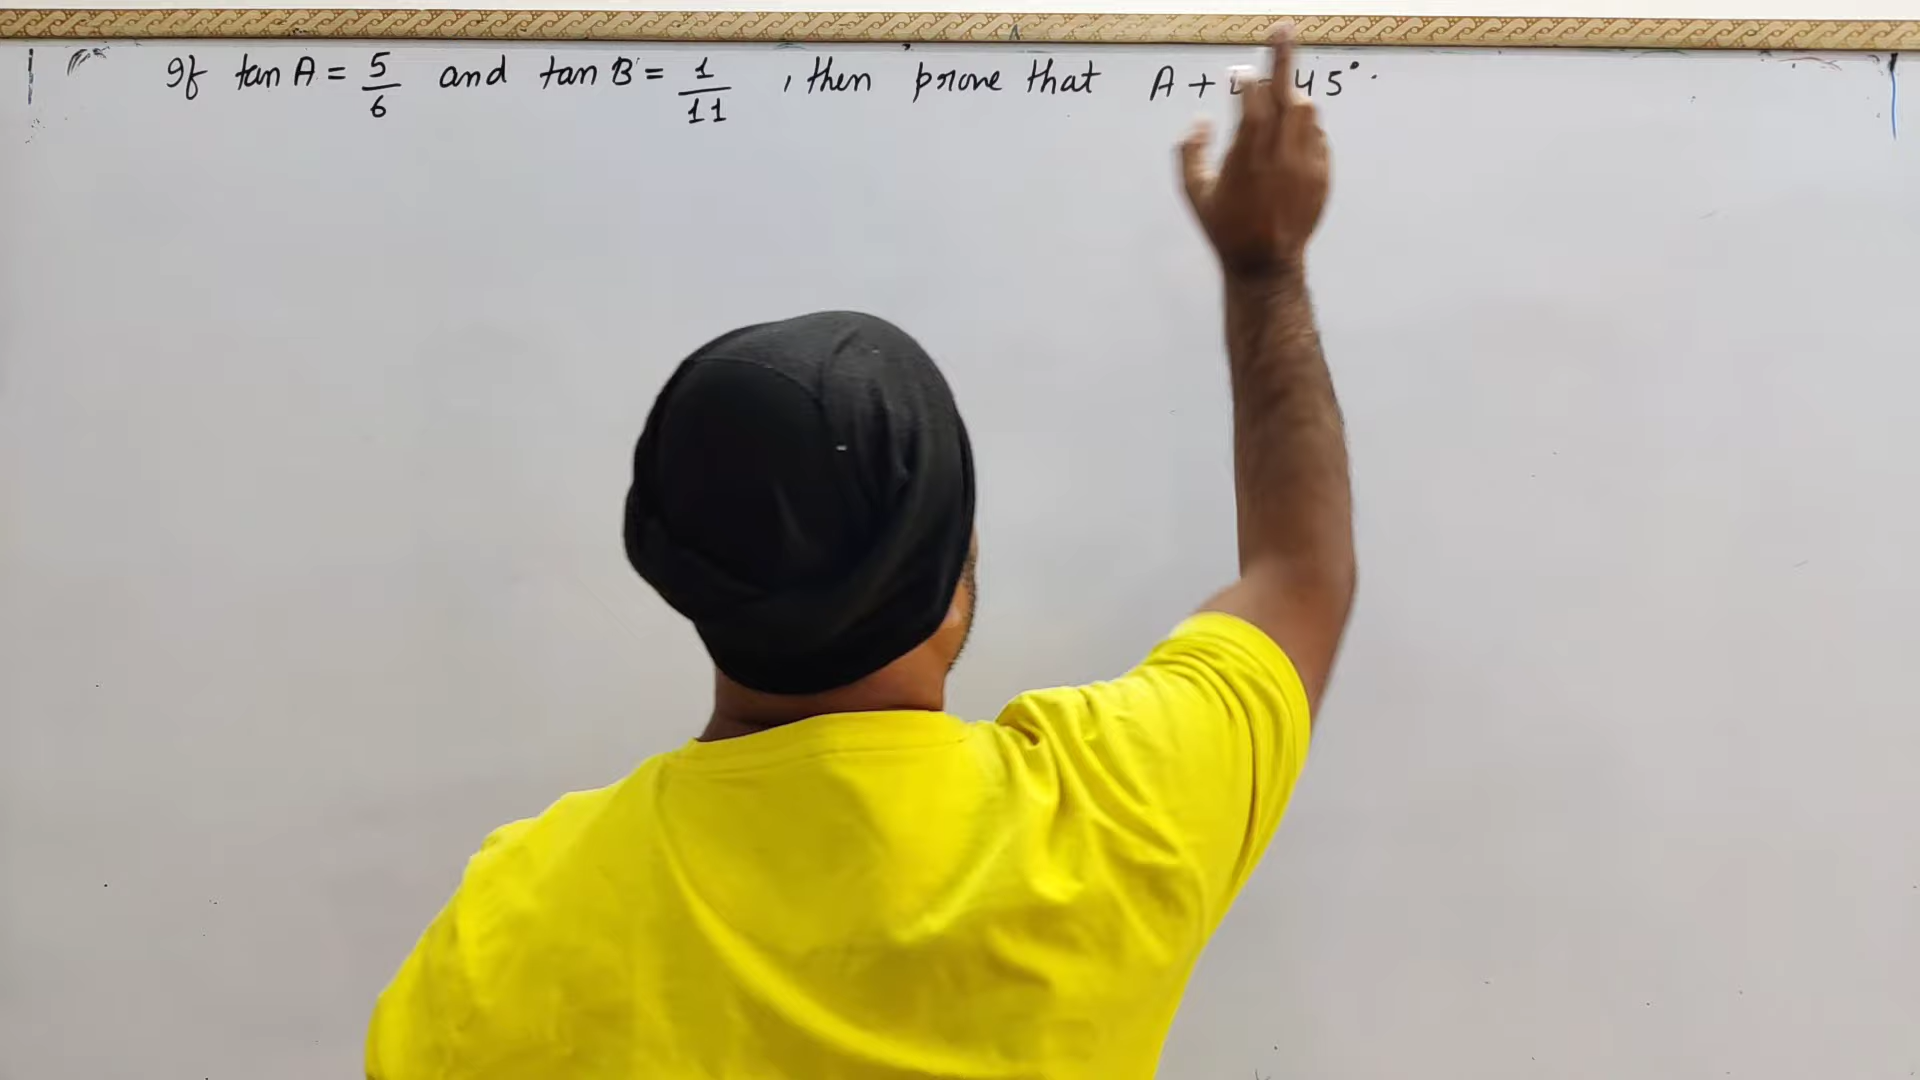 If tan A = 5/6 and tan B = 1/11 , then prove that A + 45°.